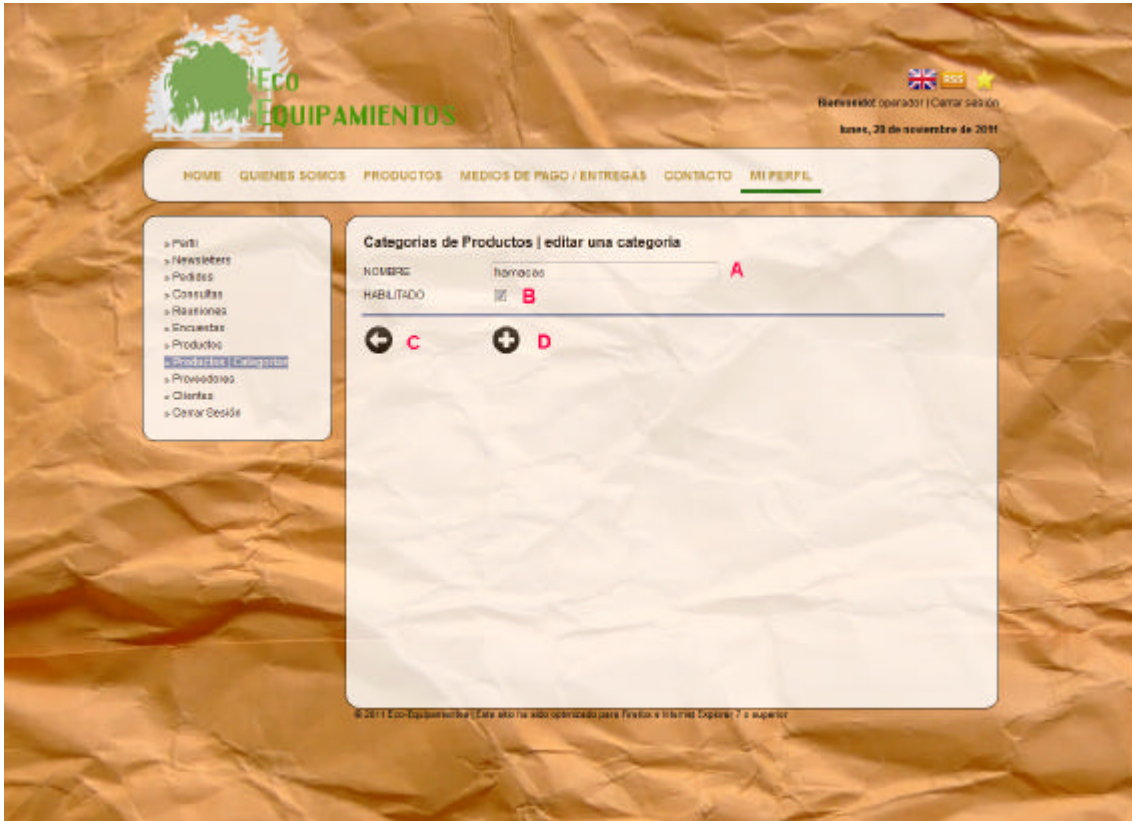 Eco
EQUIPAMIENTOS
RSS
Bienvenido! operador | Cerrar sesión
lunes, 28 de noviembre de 2011
HOME QUIENES SOMOS PRODUCTOS MEDIOS DE PAGO / ENTREGAS CONTACTO MI PERFIL
» Perfil
» Newsletters
» Pedidos
» Consultas
» Reuniones
» Encuestas
» Productos
» Productos | Categorias
» Proveedores
» Clientes
» Cerrar Sesión
Categorias de Productos | editar una categoria
NOMBRE hamacas A
HABILITADO B
C D
© 2011 Eco-Equipamientos | Este sitio ha sido optimizado para Firefox e Internet Explorer 7 o superior